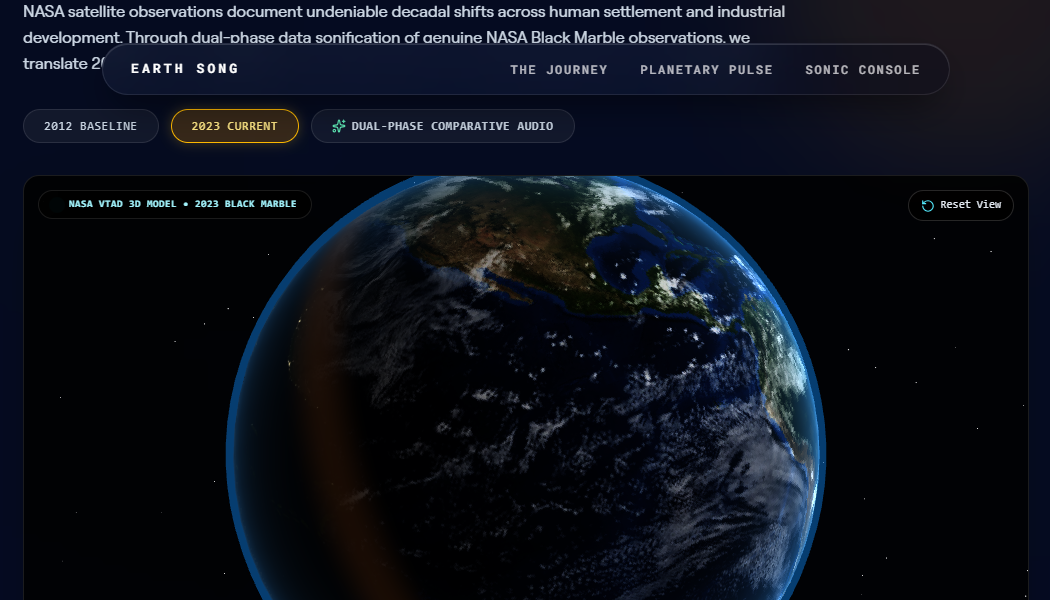 NASA satellite observations document undeniable decadal shifts across human settlement and industrial
development. Through dual-phase data sonification of genuine NASA Black Marble observations, we
translate
EARTH SONG
THE JOURNEY
PLANETARY PULSE
SONIC CONSOLE
2012 BASELINE
2023 CURRENT
DUAL-PHASE COMPARATIVE AUDIO
NASA VTAD 3D MODEL • 2023 BLACK MARBLE
Reset View